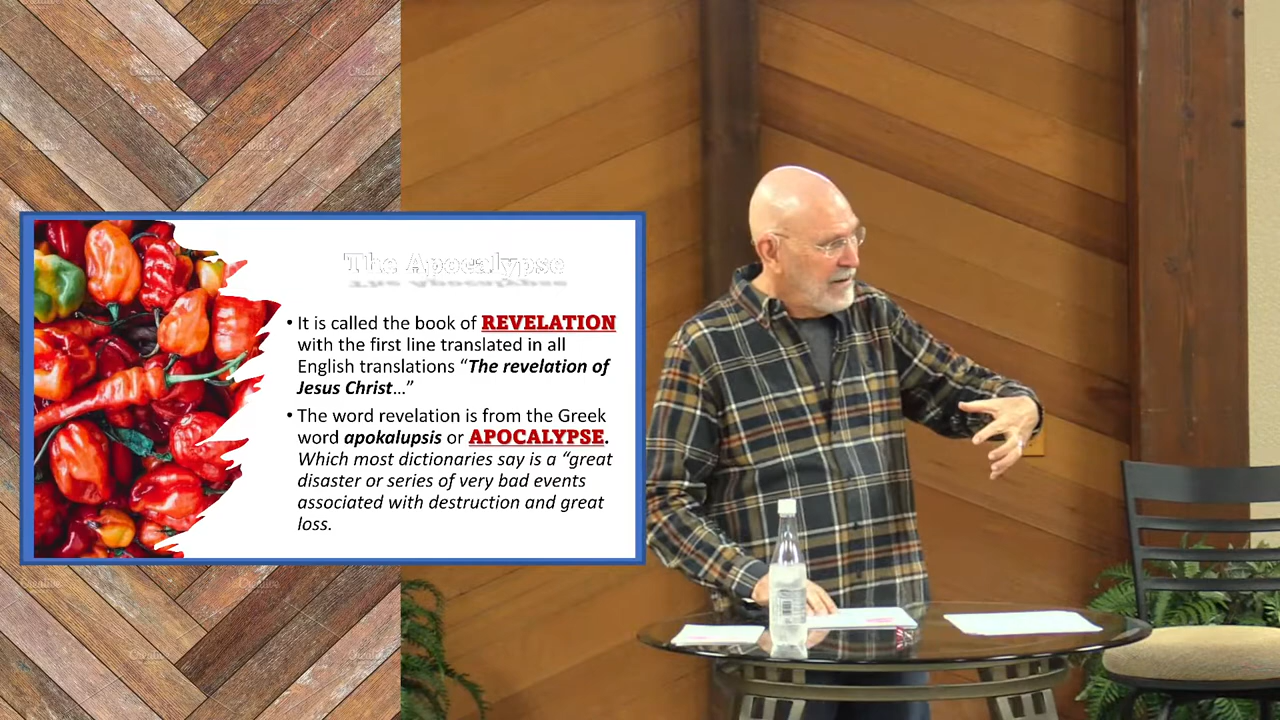 The Apocalypse
• It is called the book of REVELATION
with the first line translated in all
English translations “The revelation of
Jesus Christ…”
• The word revelation is from the Greek
word apokalupsis or APOCALYPSE.
Which most dictionaries say is a “great
disaster or series of very bad events
associated with destruction and great
loss.